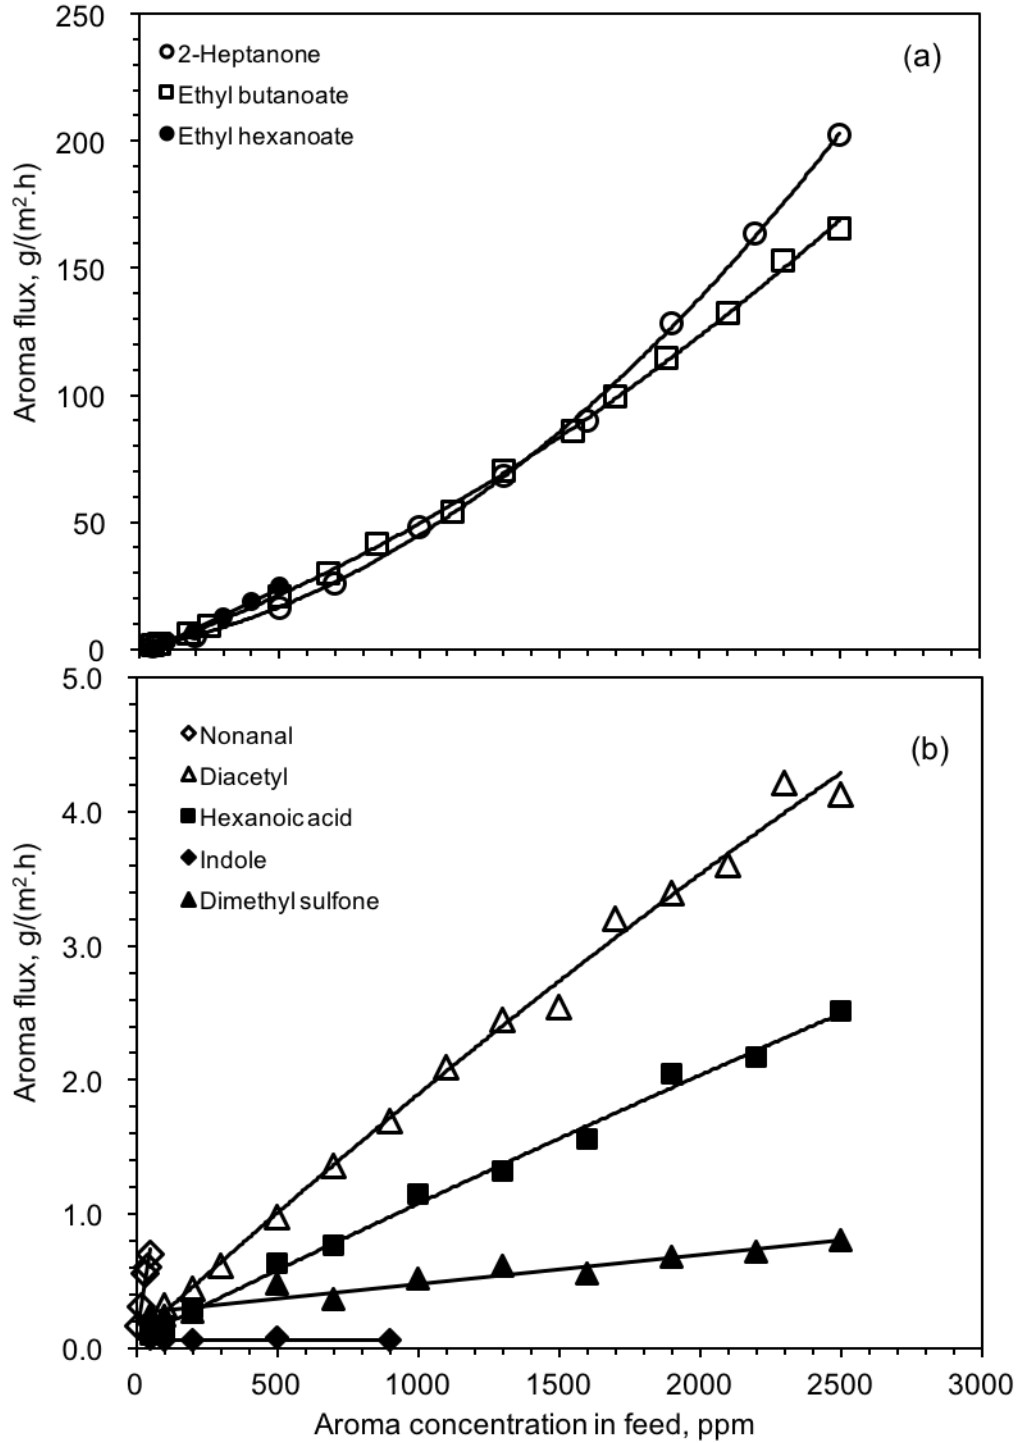 250
2-Heptanone
(a)
Ethyl butanoate
Ethyl hexanoate
200
150
100
50
0
Aroma flux, g/(m².h)
5.0
Nonanal
(b)
Diacetyl
4.0
Hexanoic acid
Indole
Dimethyl sulfone
3.0
2.0
1.0
0.0
Aroma flux, g/(m².h)
0 500 1000 1500 2000 2500 3000
Aroma concentration in feed, ppm